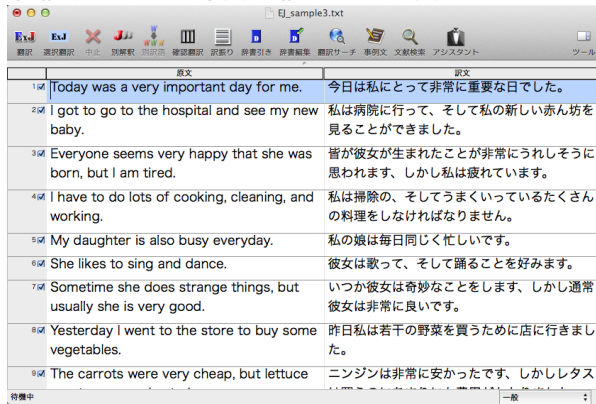 EJ_sample3.txt
翻訳 選択翻訳 中止 別解釈 別訳語 確認翻訳 訳振り 辞書引き 辞書編集 翻訳サーチ 事例文 文献検索 アシスタント ツール
原文 訳文
1 Today was a very important day for me. 今日は私にとって非常に重要な日でした。
2 I got to go to the hospital and see my new 私は病院に行って、そして私の新しい赤ん坊を
baby. 見ることができました。
3 Everyone seems very happy that she was 皆が彼女が生まれたことが非常にうれしそうに
born, but I am tired. 思われます、しかし私は疲れています。
4 I have to do lots of cooking, cleaning, and 私は掃除の、そしてうまくいっているたくさん
working. の料理をしなければなりません。
5 My daughter is also busy everyday. 私の娘は毎日同じく忙しいです。
6 She likes to sing and dance. 彼女は歌って、そして踊ることを好みます。
7 Sometime she does strange things, but いつか彼女は奇妙なことをします、しかし通常
usually she is very good. 彼女は非常に良いです。
8 Yesterday I went to the store to buy some 昨日私は若干の野菜を買うために店に行きまし
vegetables. た。
9 The carrots were very cheap, but lettuce ニンジンは非常に安かったです、しかしレタス
待機中 一般